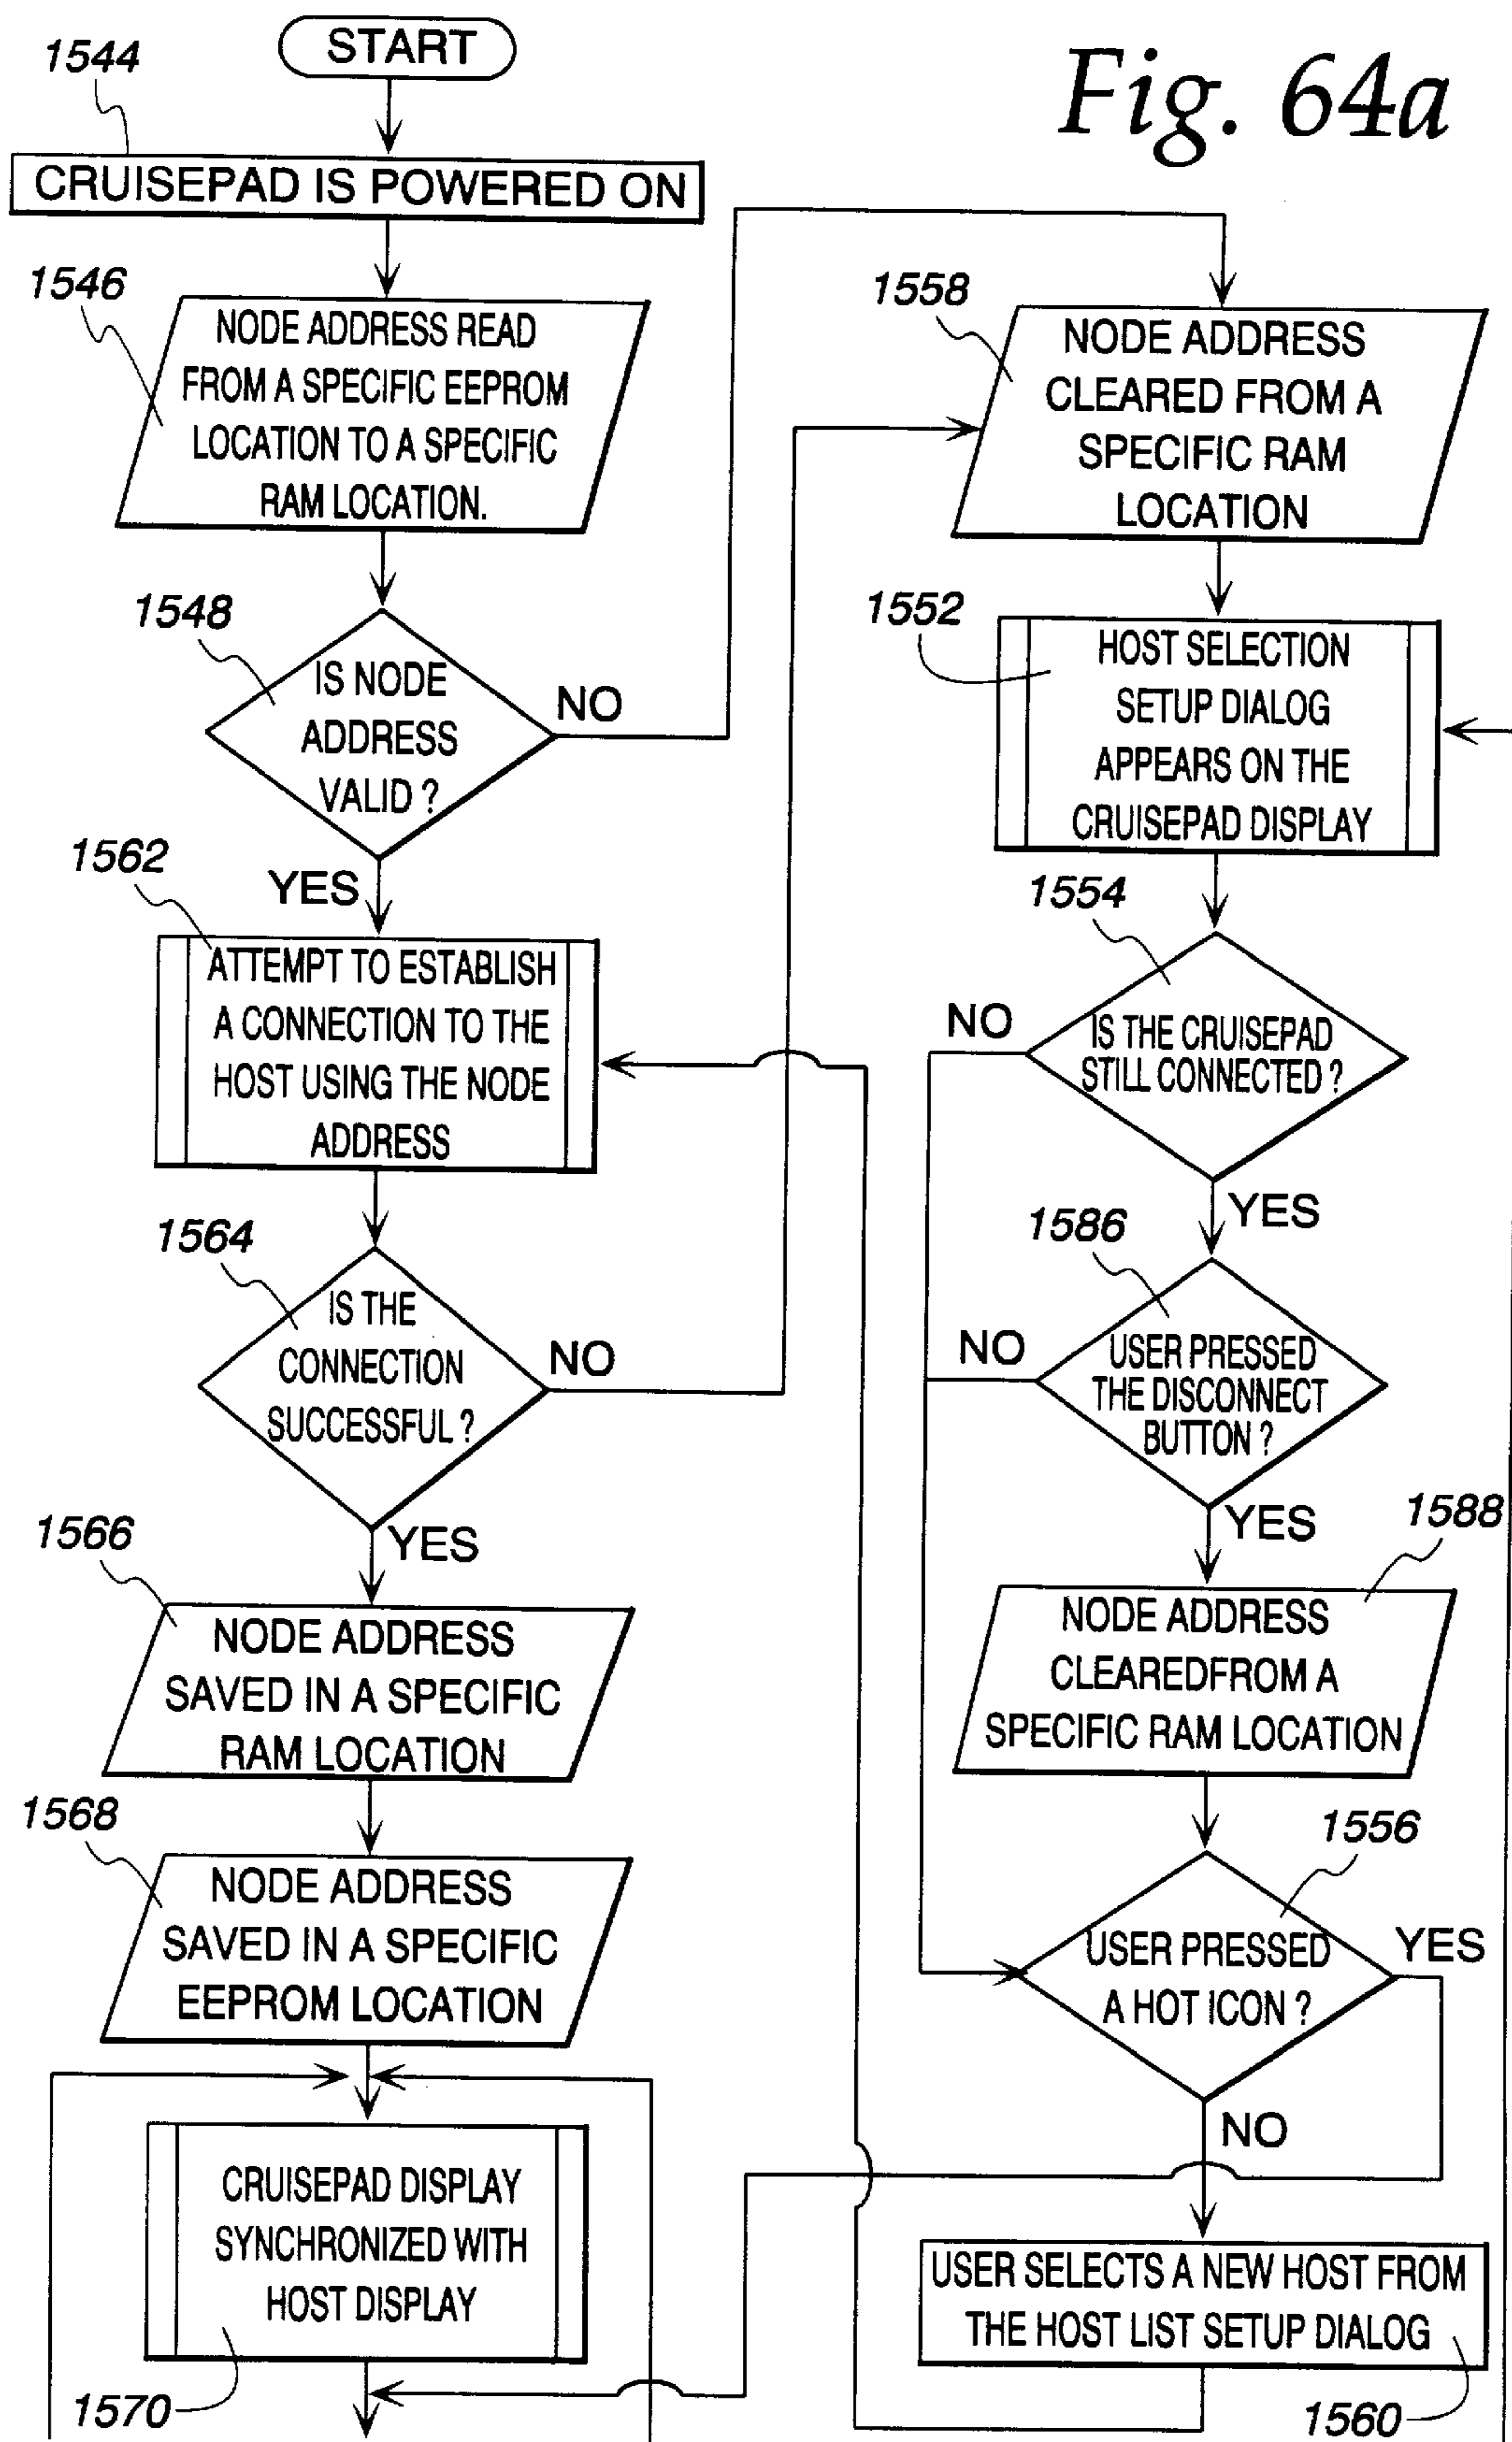 START
Fig. 64a
1544
CRUISEPAD IS POWERED ON
1546
NODE ADDRESS READ
FROM A SPECIFIC EEPROM
LOCATION TO A SPECIFIC
RAM LOCATION.
1548
IS NODE
ADDRESS
VALID ?
NO
YES
1562
ATTEMPT TO ESTABLISH
A CONNECTION TO THE
HOST USING THE NODE
ADDRESS
1564
IS THE
CONNECTION
SUCCESSFUL ?
NO
YES
1566
NODE ADDRESS
SAVED IN A SPECIFIC
RAM LOCATION
1568
NODE ADDRESS
SAVED IN A SPECIFIC
EEPROM LOCATION
CRUISEPAD DISPLAY
SYNCHRONIZED WITH
HOST DISPLAY
1570
1558
NODE ADDRESS
CLEARED FROM A
SPECIFIC RAM
LOCATION
1552
HOST SELECTION
SETUP DIALOG
APPEARS ON THE
CRUISEPAD DISPLAY
1554
NO
IS THE CRUISEPAD
STILL CONNECTED ?
YES
1586
NO
USER PRESSED
THE DISCONNECT
BUTTON ?
YES
1588
NODE ADDRESS
CLEAREDFROM A
SPECIFIC RAM LOCATION
1556
USER PRESSED
A HOT ICON ?
YES
NO
USER SELECTS A NEW HOST FROM
THE HOST LIST SETUP DIALOG
1560